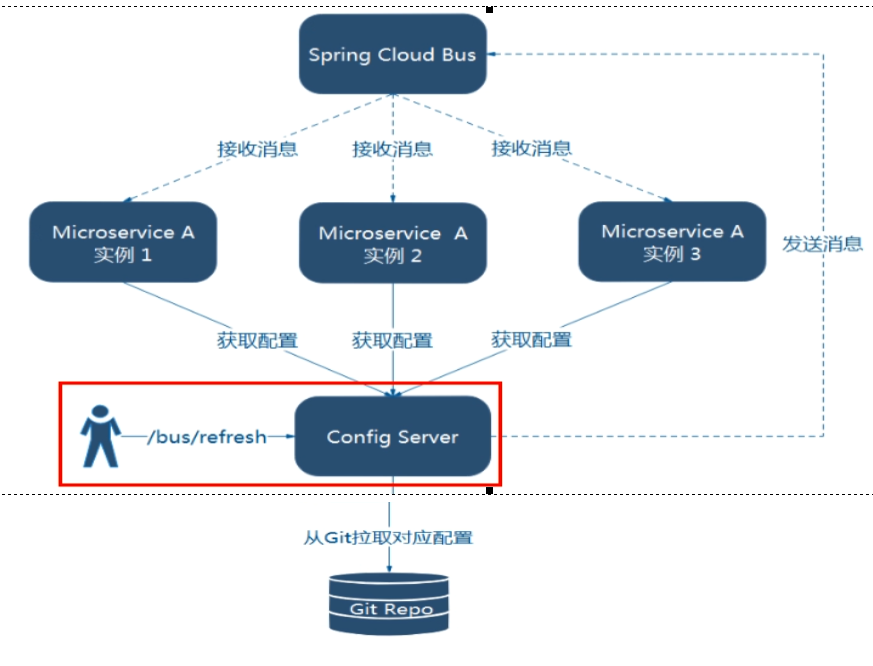 Spring Cloud Bus
接收消息
接收消息
接收消息
Microservice A
实例 1
Microservice A
实例 2
Microservice A
实例 3
发送消息
获取配置
获取配置
获取配置
/bus/refresh
Config Server
从Git拉取对应配置
Git Repo